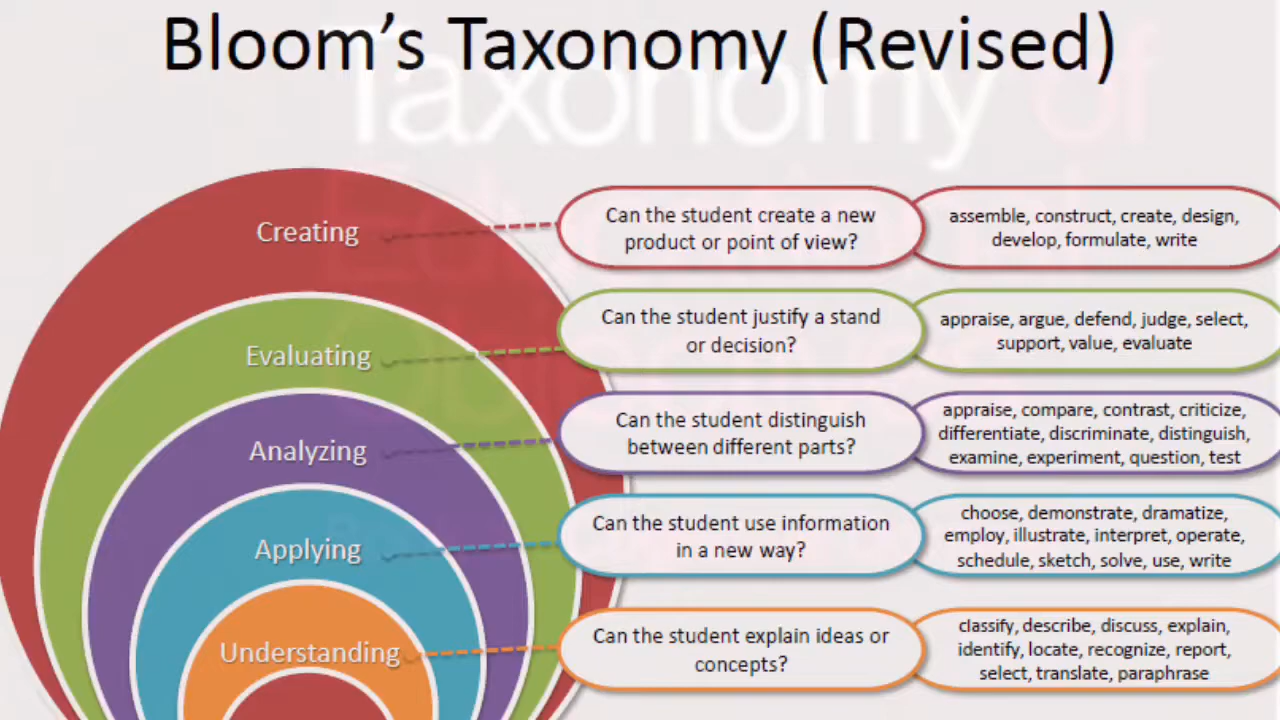 Bloom's Taxonomy (Revised)
Taxonomy of
Creating
Can the student create a new
product or point of view?
assemble, construct, create, design,
develop, formulate, write
Evaluating
Can the student justify a stand
or decision?
appraise, argue, defend, judge, select,
support, value, evaluate
Analyzing
Can the student distinguish
between different parts?
appraise, compare, contrast, criticize,
differentiate, discriminate, distinguish,
examine, experiment, question, test
Applying
Can the student use information
in a new way?
choose, demonstrate, dramatize,
employ, illustrate, interpret, operate,
schedule, sketch, solve, use, write
Understanding
Can the student explain ideas or
concepts?
classify, describe, discuss, explain,
identify, locate, recognize, report,
select, translate, paraphrase